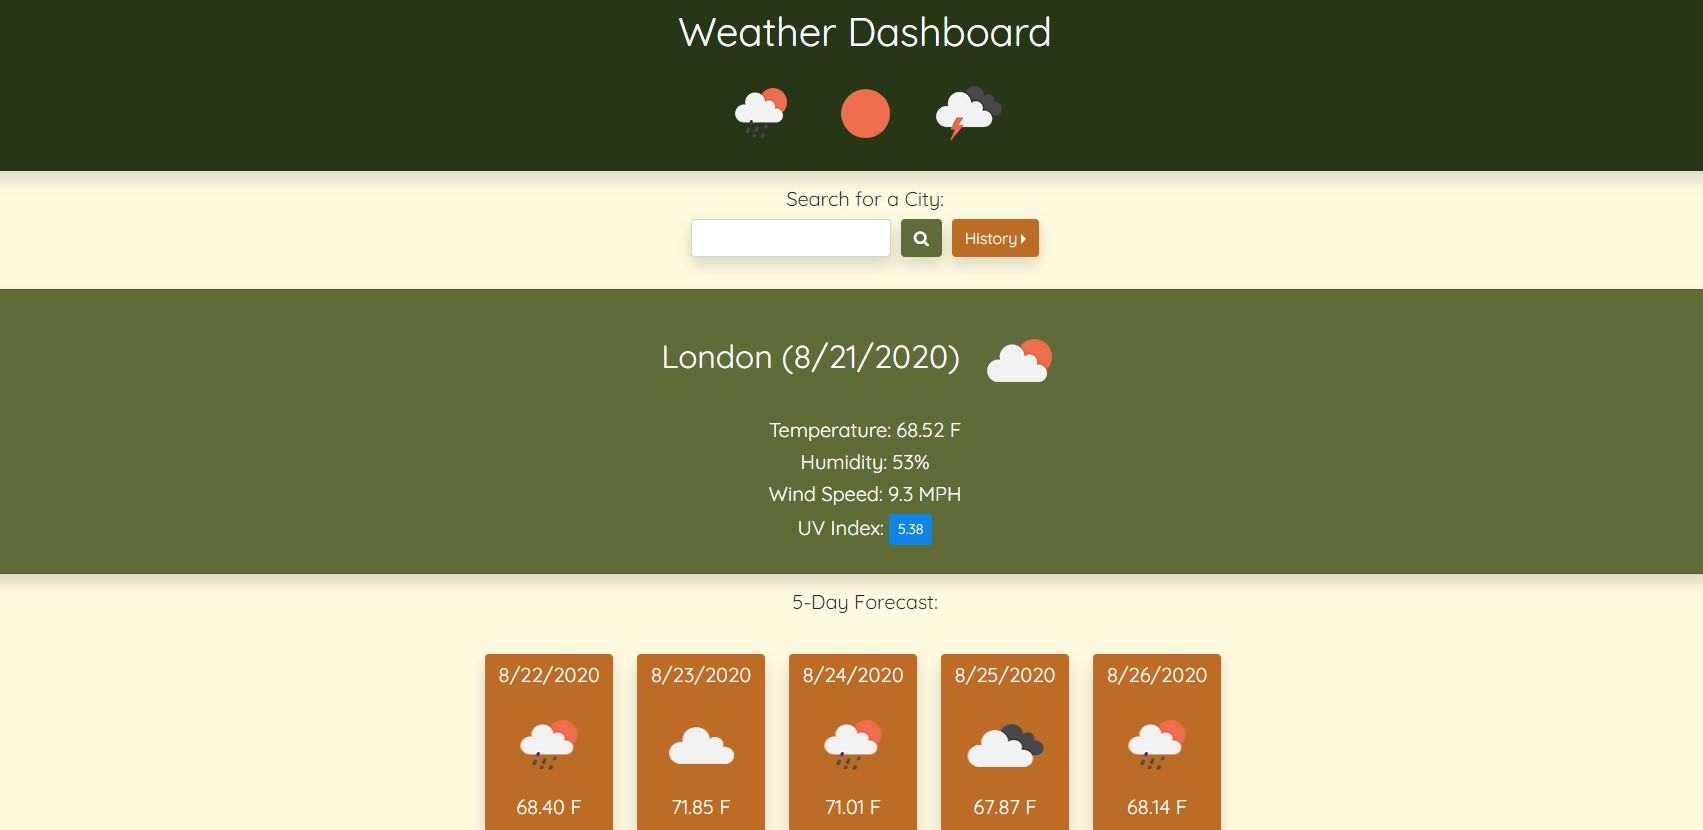 Weather Dashboard
Search for a City:
History
London (8/21/2020)
Temperature: 68.52 F
Humidity: 53%
Wind Speed: 9.3 MPH
UV Index: 5.38
5-Day Forecast:
8/22/2020 8/23/2020 8/24/2020 8/25/2020 8/26/2020
68.40 F 71.85 F 71.01 F 67.87 F 68.14 F